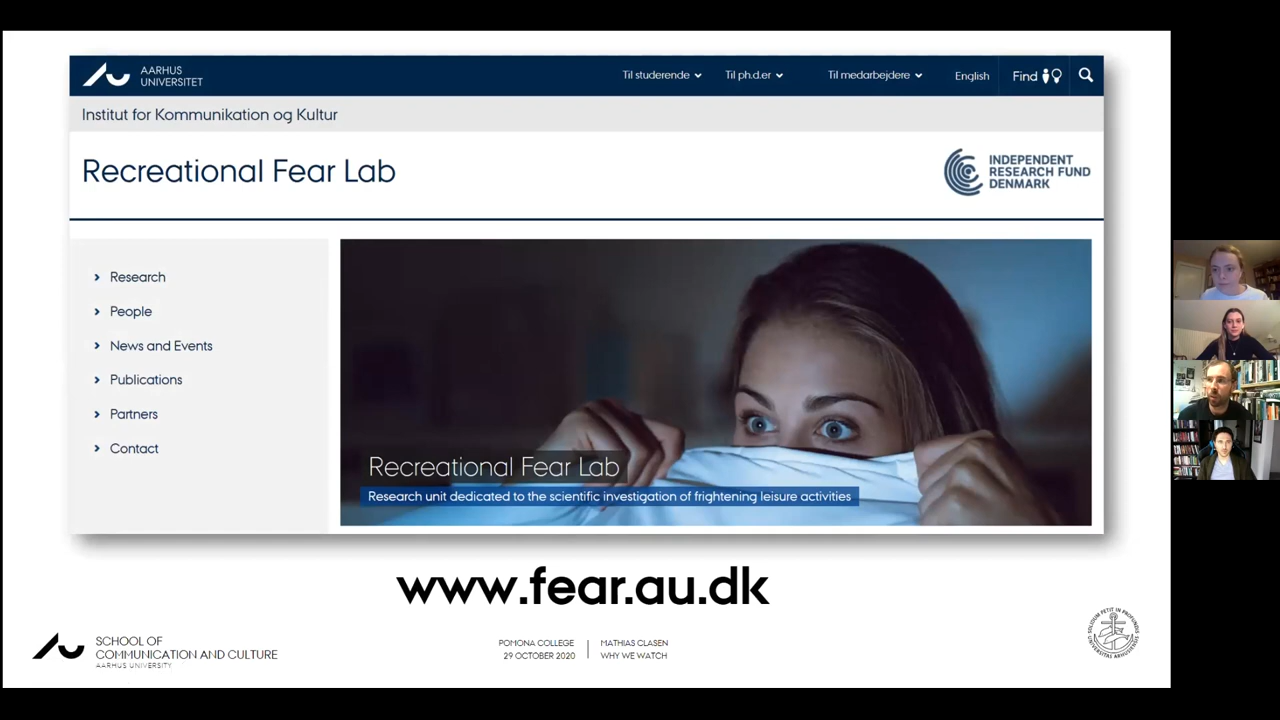 AARHUS
UNIVERSITET
Til studerende
Til ph.d.er
Til medarbejdere
English
Find
Institut for Kommunikation og Kultur
Recreational Fear Lab
INDEPENDENT
RESEARCH FUND
DENMARK
Research
People
News and Events
Publications
Partners
Contact
Recreational Fear Lab
Research unit dedicated to the scientific investigation of frightening leisure activities
www.fear.au.dk
SCHOOL OF
COMMUNICATION AND CULTURE
AARHUS UNIVERSITY
POMONA COLLEGE
29 OCTOBER 2020
MATHIAS CLASEN
WHY WE WATCH